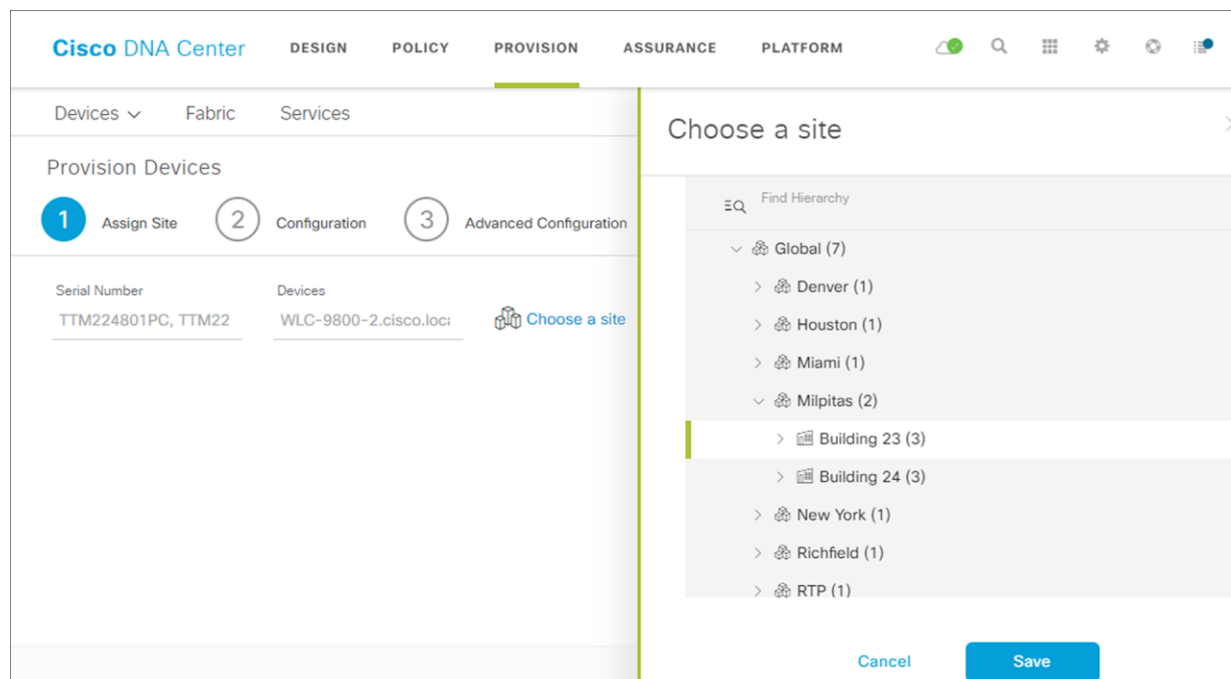 Cisco DNA Center DESIGN POLICY PROVISION ASSURANCE PLATFORM
Devices Fabric Services
Provision Devices
1 Assign Site 2 Configuration 3 Advanced Configuration
Serial Number Devices
TTM224801PC, TTM22 WLC-9800-2.cisco.loca Choose a site
Choose a site
Find Hierarchy
Global (7)
Denver (1)
Houston (1)
Miami (1)
Milpitas (2)
Building 23 (3)
Building 24 (3)
New York (1)
Richfield (1)
RTP (1)
Cancel Save